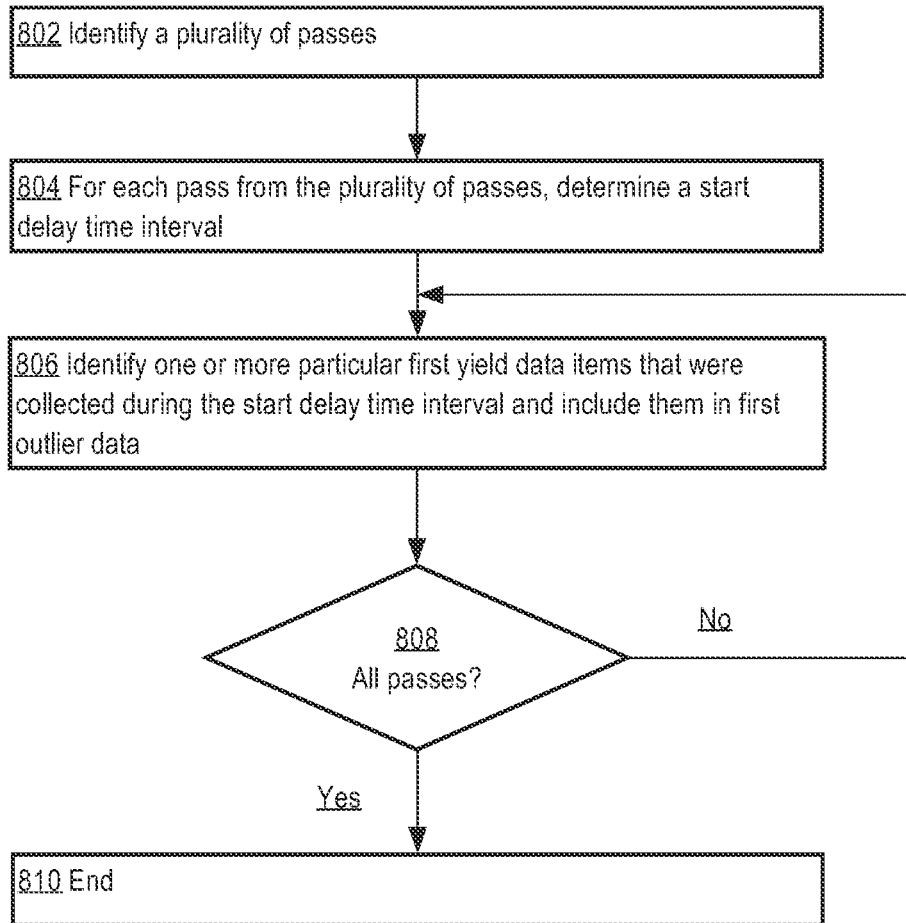 802 Identify a plurality of passes
804 For each pass from the plurality of passes, determine a start
delay time interval
806 Identify one or more particular first yield data items that were
collected during the start delay time interval and include them in first
outlier data
808
All passes?
No
Yes
810 End